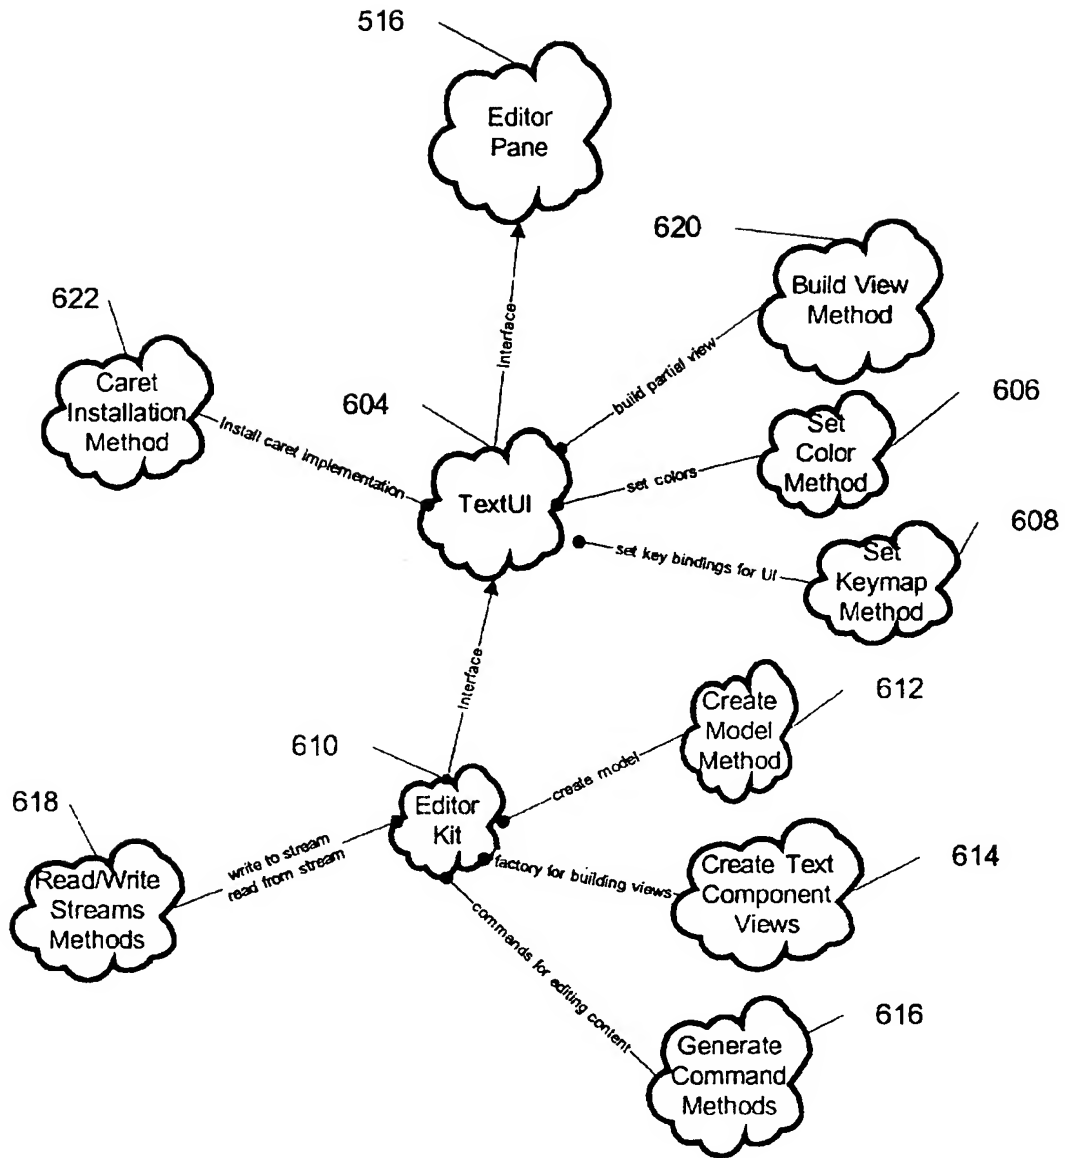 516
Editor
Pane
620
Build View
Method
622
Caret
Installation
Method
Interface
build partial view
604
606
Set
Color
Method
Install caret implementation
TextUI
set colors
608
set key bindings for UI
Set
Keymap
Method
Interface
612
Create
Model
Method
610
create model
618
Editor
Kit
614
Read/Write
Streams
Methods
write to stream
read from stream
factory for building views
Create Text
Component
Views
commands for editing content
616
Generate
Command
Methods